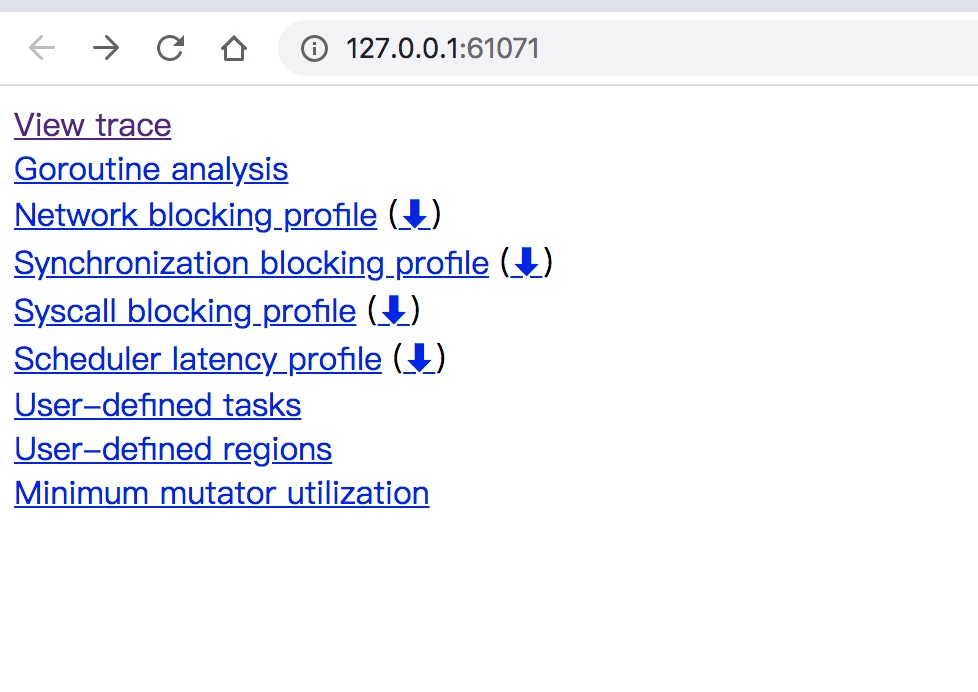 127.0.0.1:61071
View trace
Goroutine analysis
Network blocking profile (⬇)
Synchronization blocking profile (⬇)
Syscall blocking profile (⬇)
Scheduler latency profile (⬇)
User-defined tasks
User-defined regions
Minimum mutator utilization